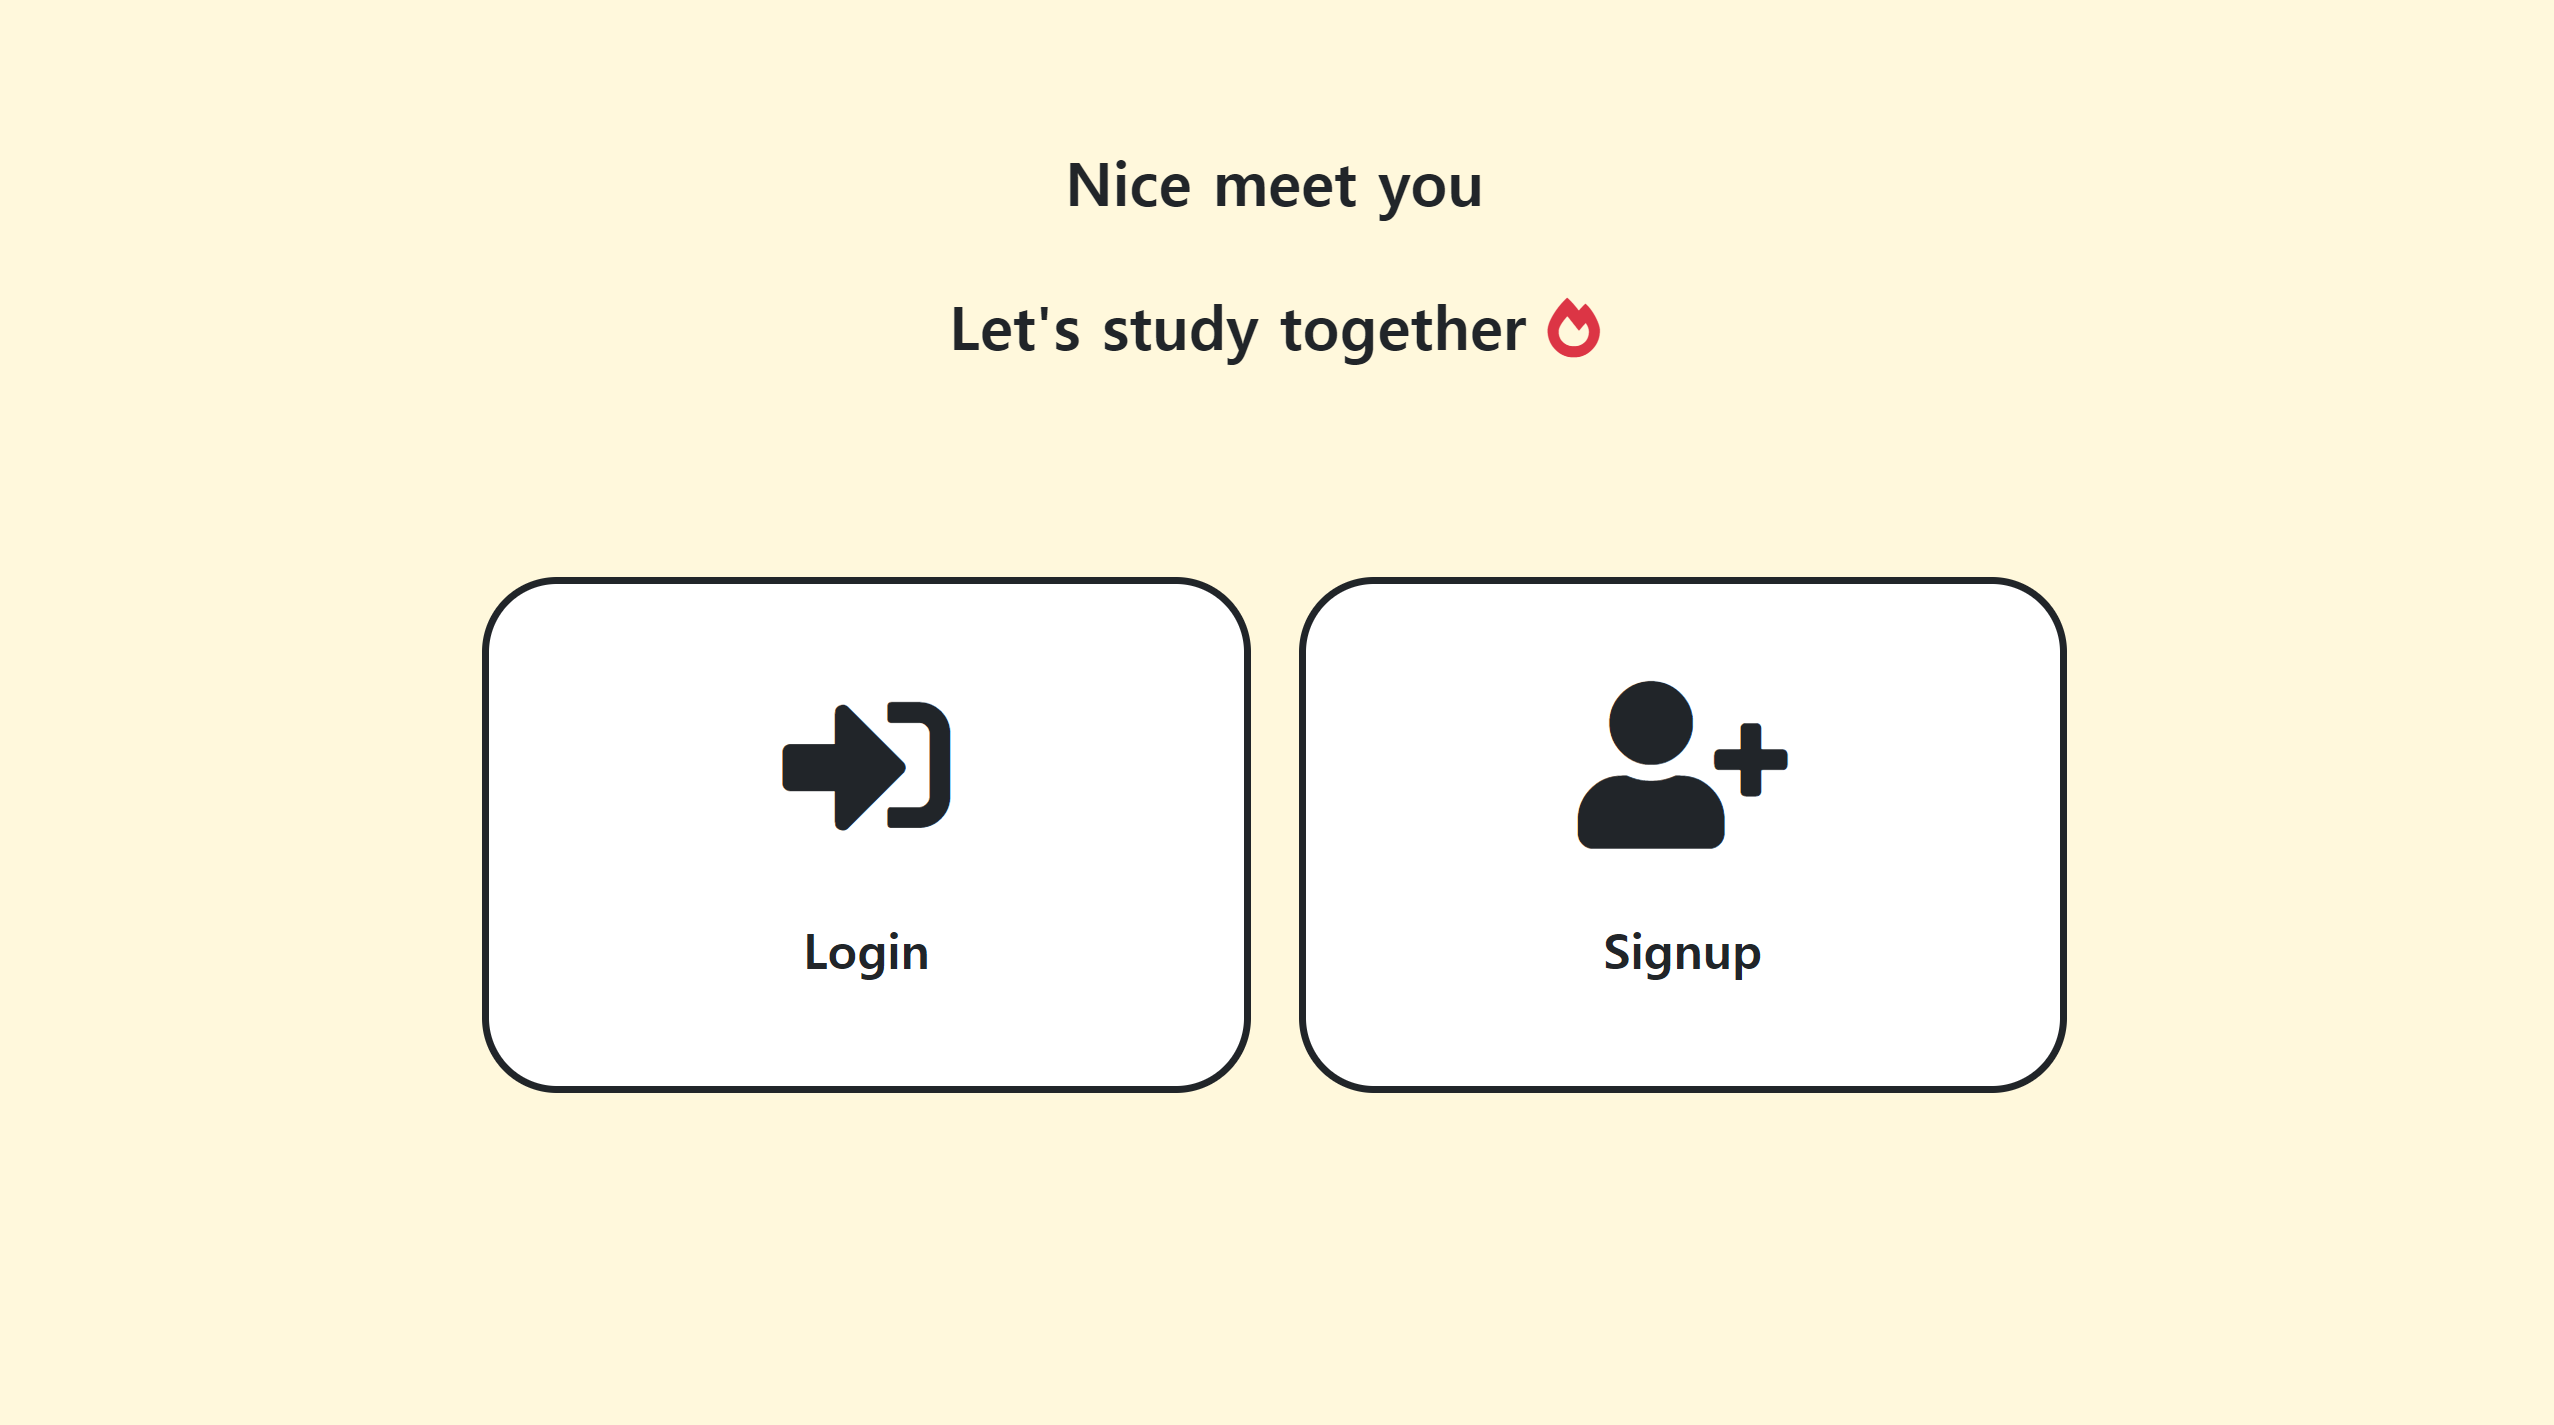 Nice meet you
Let's study together
Login
Signup